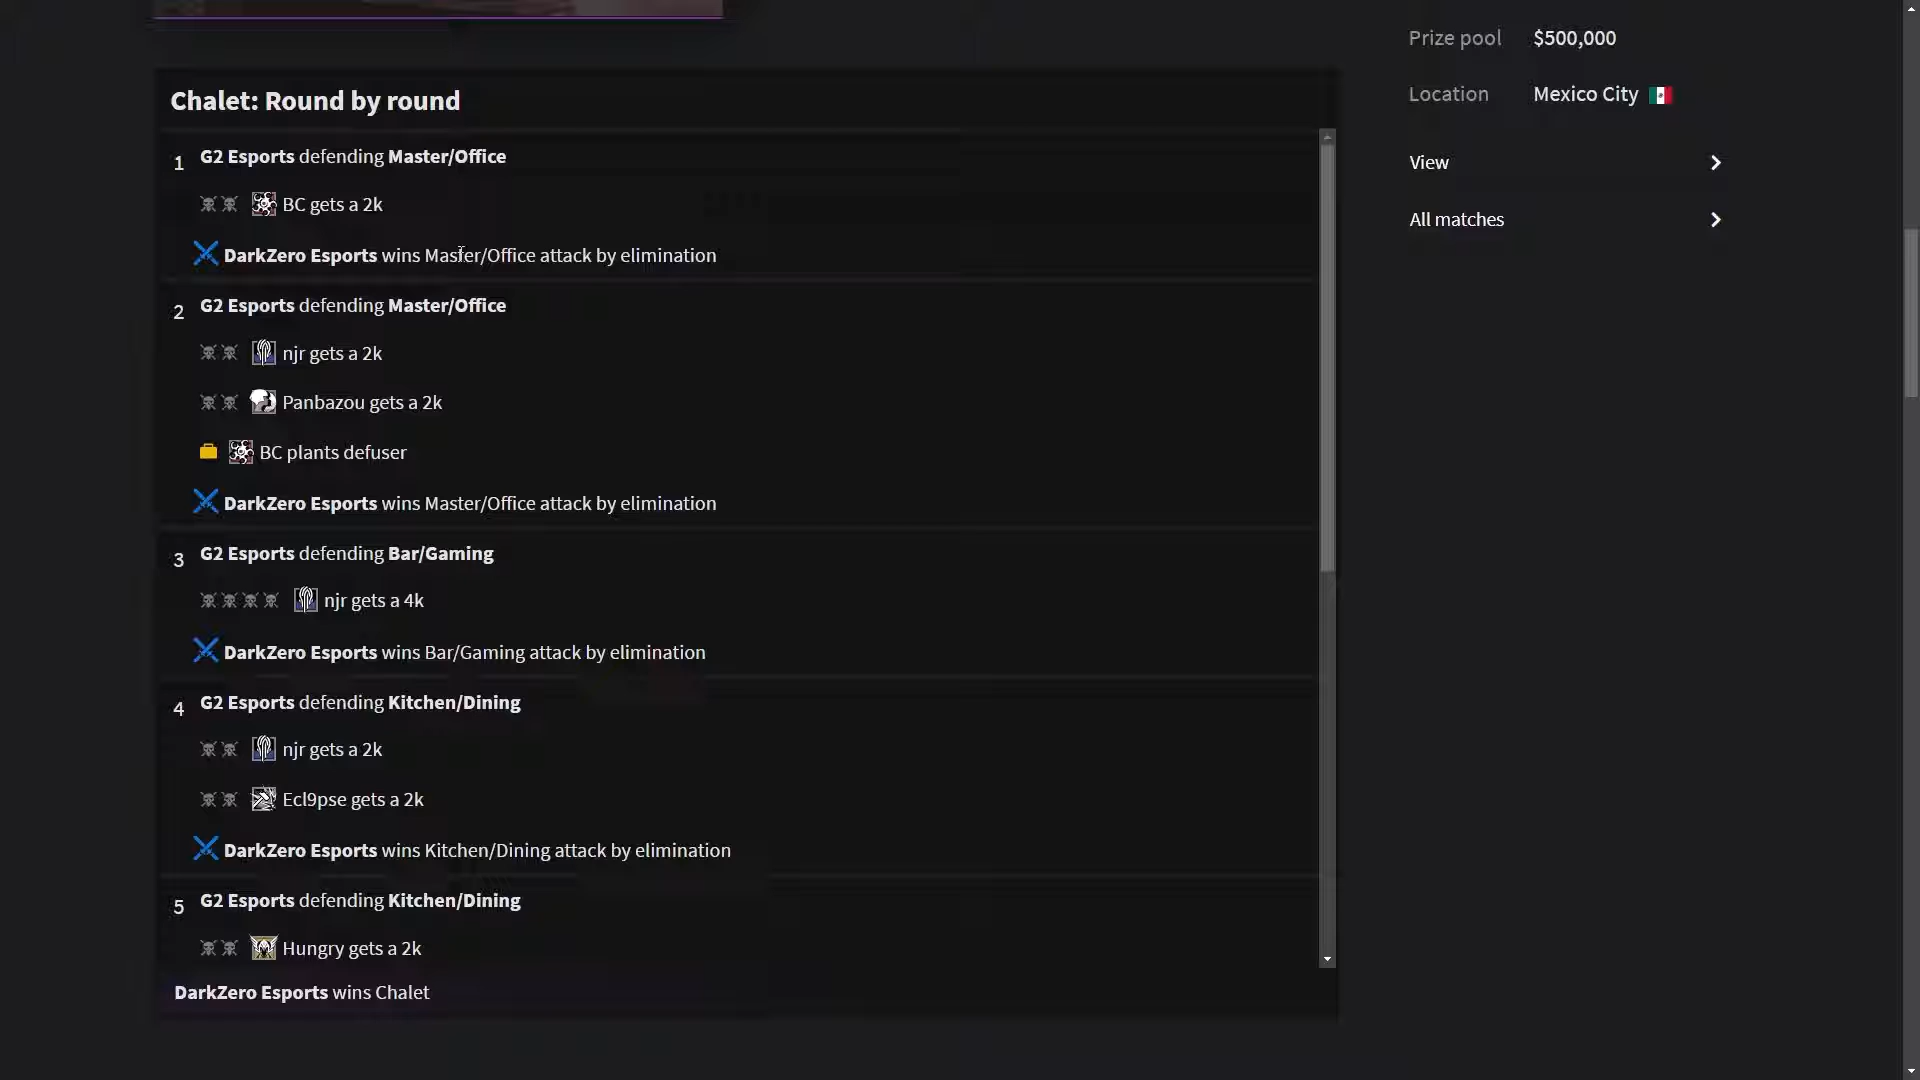 Prize pool $500,000
Location Mexico City
View
All matches
Chalet: Round by round
1 G2 Esports defending Master/Office
BC gets a 2k
DarkZero Esports wins Master/Office attack by elimination
2 G2 Esports defending Master/Office
njr gets a 2k
Panbazou gets a 2k
BC plants defuser
DarkZero Esports wins Master/Office attack by elimination
3 G2 Esports defending Bar/Gaming
njr gets a 4k
DarkZero Esports wins Bar/Gaming attack by elimination
4 G2 Esports defending Kitchen/Dining
njr gets a 2k
Ecl9pse gets a 2k
DarkZero Esports wins Kitchen/Dining attack by elimination
5 G2 Esports defending Kitchen/Dining
Hungry gets a 2k
DarkZero Esports wins Chalet